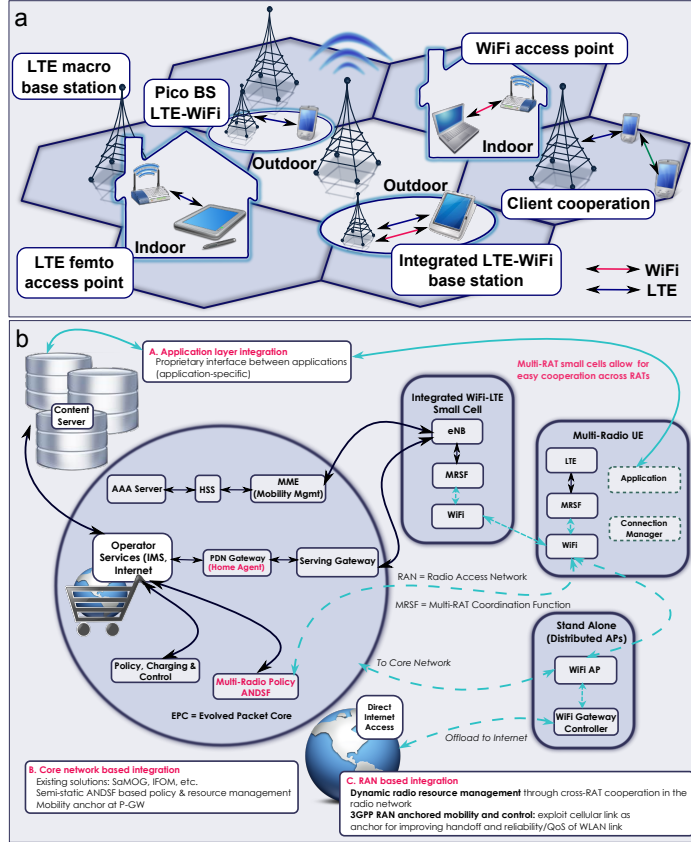 a
LTE macro
base station
Pico BS
LTE-WiFi
Outdoor
WiFi access point
Indoor
Indoor
Outdoor
Client cooperation
LTE femto
access point
Integrated LTE-WiFi
base station
WiFi
LTE
b
A. Application layer integration
Proprietary interface between applications
(application-specific)
Multi-RAT small cells allow for
easy cooperation across RATs
Content
Server
Integrated WiFi-LTE
Small Cell
eNB
MRSF
WiFi
Multi-Radio UE
LTE
MRSF
WiFi
Application
Connection
Manager
AAA Server
HSS
MME
(Mobility Mgmt)
Operator
Services (IMS,
Internet
PDN Gateway
(Home Agent)
Serving Gateway
RAN = Radio Access Network
MRSF = Multi-RAT Coordination Function
Policy, Charging &
Control
Multi-Radio Policy
ANDSF
EPC = Evolved Packet Core
To Core Network
Stand Alone
(Distributed APs)
WiFi AP
WiFi Gateway
Controller
Direct
Internet
Access
Offload to Internet
B. Core network based integration
Existing solutions: SaMOG, IFOM, etc.
Semi-static ANDSF based policy & resource management
Mobility anchor at P-GW
C. RAN based integration
Dynamic radio resource management through cross-RAT cooperation in
the radio network
3GPP RAN anchored mobility and control: exploit cellular link as
anchor for improving handoff and reliability/QoS of WLAN link